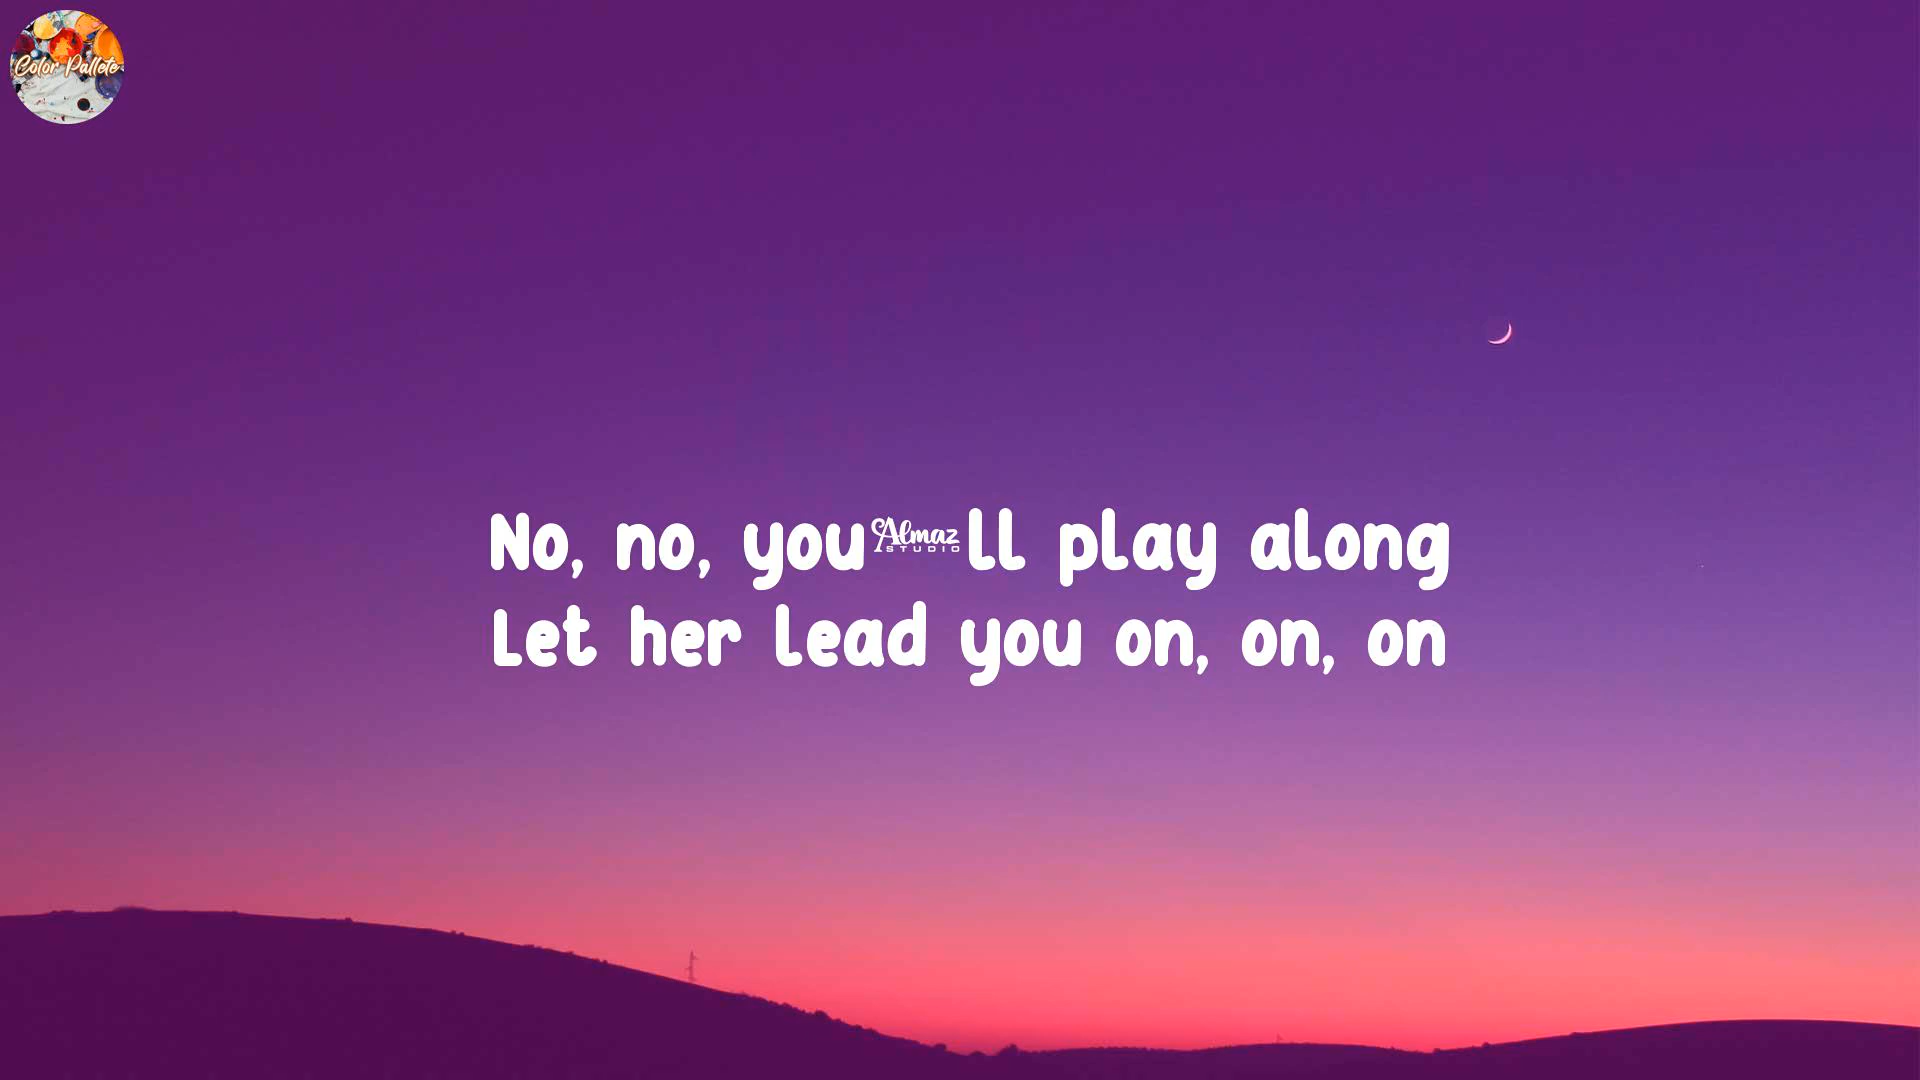 Color Pallete
No, no, you Almaz STUDIO ll play along
Let her lead you on, on, on